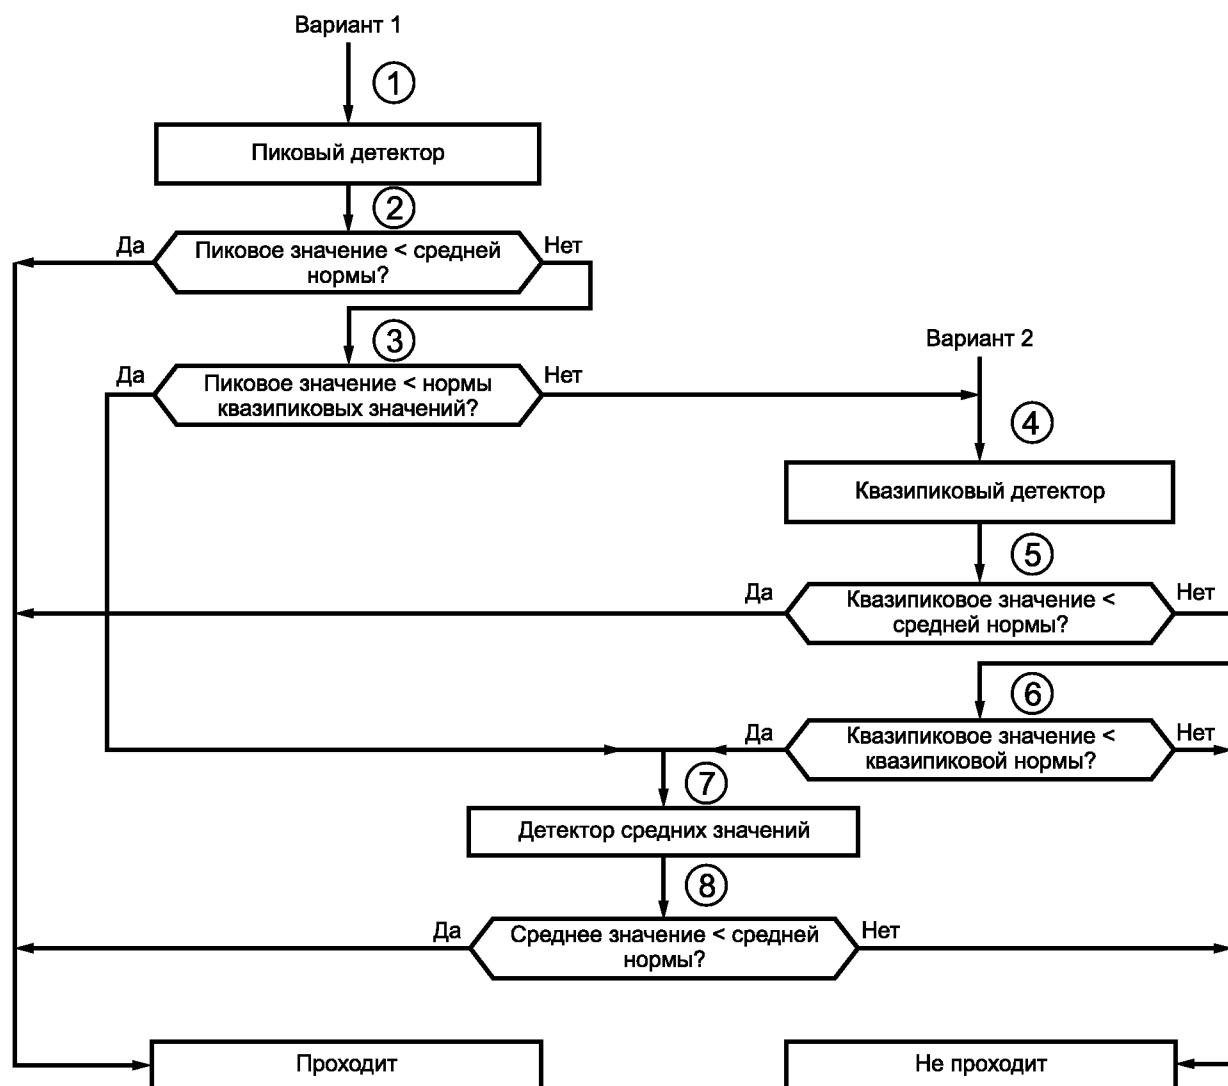 Вариант 1
1
Пиковый детектор
2
Да
Нет
Пиковое значение < средней
нормы?
3
Вариант 2
Да
Нет
Пиковое значение < нормы
квазипиковых значений?
4
Квазипиковый детектор
5
Да
Нет
Квазипиковое значение <
средней нормы?
6
Да
Нет
Квазипиковое значение <
квазипиковой нормы?
7
Детектор средних значений
8
Да
Нет
Среднее значение < средней
нормы?
Проходит
Не проходит